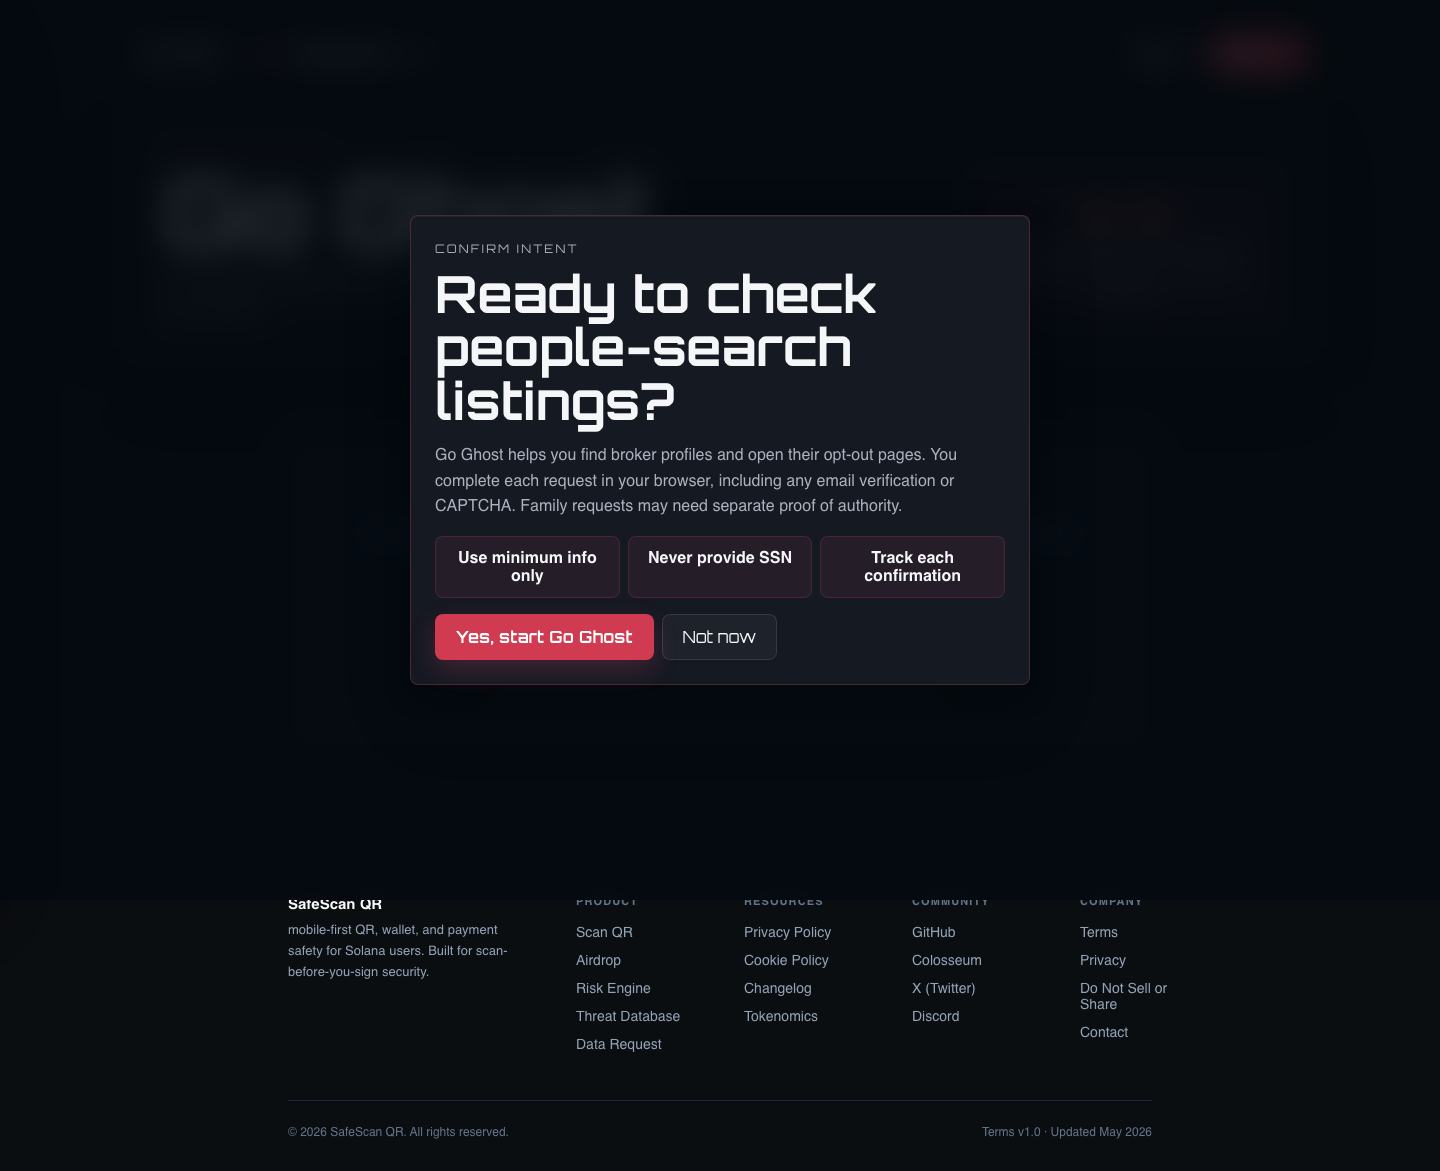 CONFIRM INTENT
Ready to check
people-search
listings?
Go Ghost helps you find broker profiles and open their opt-out pages. You
complete each request in your browser, including any email verification or
CAPTCHA. Family requests may need separate proof of authority.
Use minimum info
only
Never provide SSN
Track each
confirmation
Yes, start Go Ghost
Not now
SafeScan QR
mobile-first QR, wallet, and payment
safety for Solana users. Built for scan-
before-you-sign security.
PRODUCT
Scan QR
Airdrop
Risk Engine
Threat Database
Data Request
RESOURCES
Privacy Policy
Cookie Policy
Changelog
Tokenomics
COMMUNITY
GitHub
Colosseum
X (Twitter)
Discord
COMPANY
Terms
Privacy
Do Not Sell or
Share
Contact
© 2026 SafeScan QR. All rights reserved.
Terms v1.0 · Updated May 2026